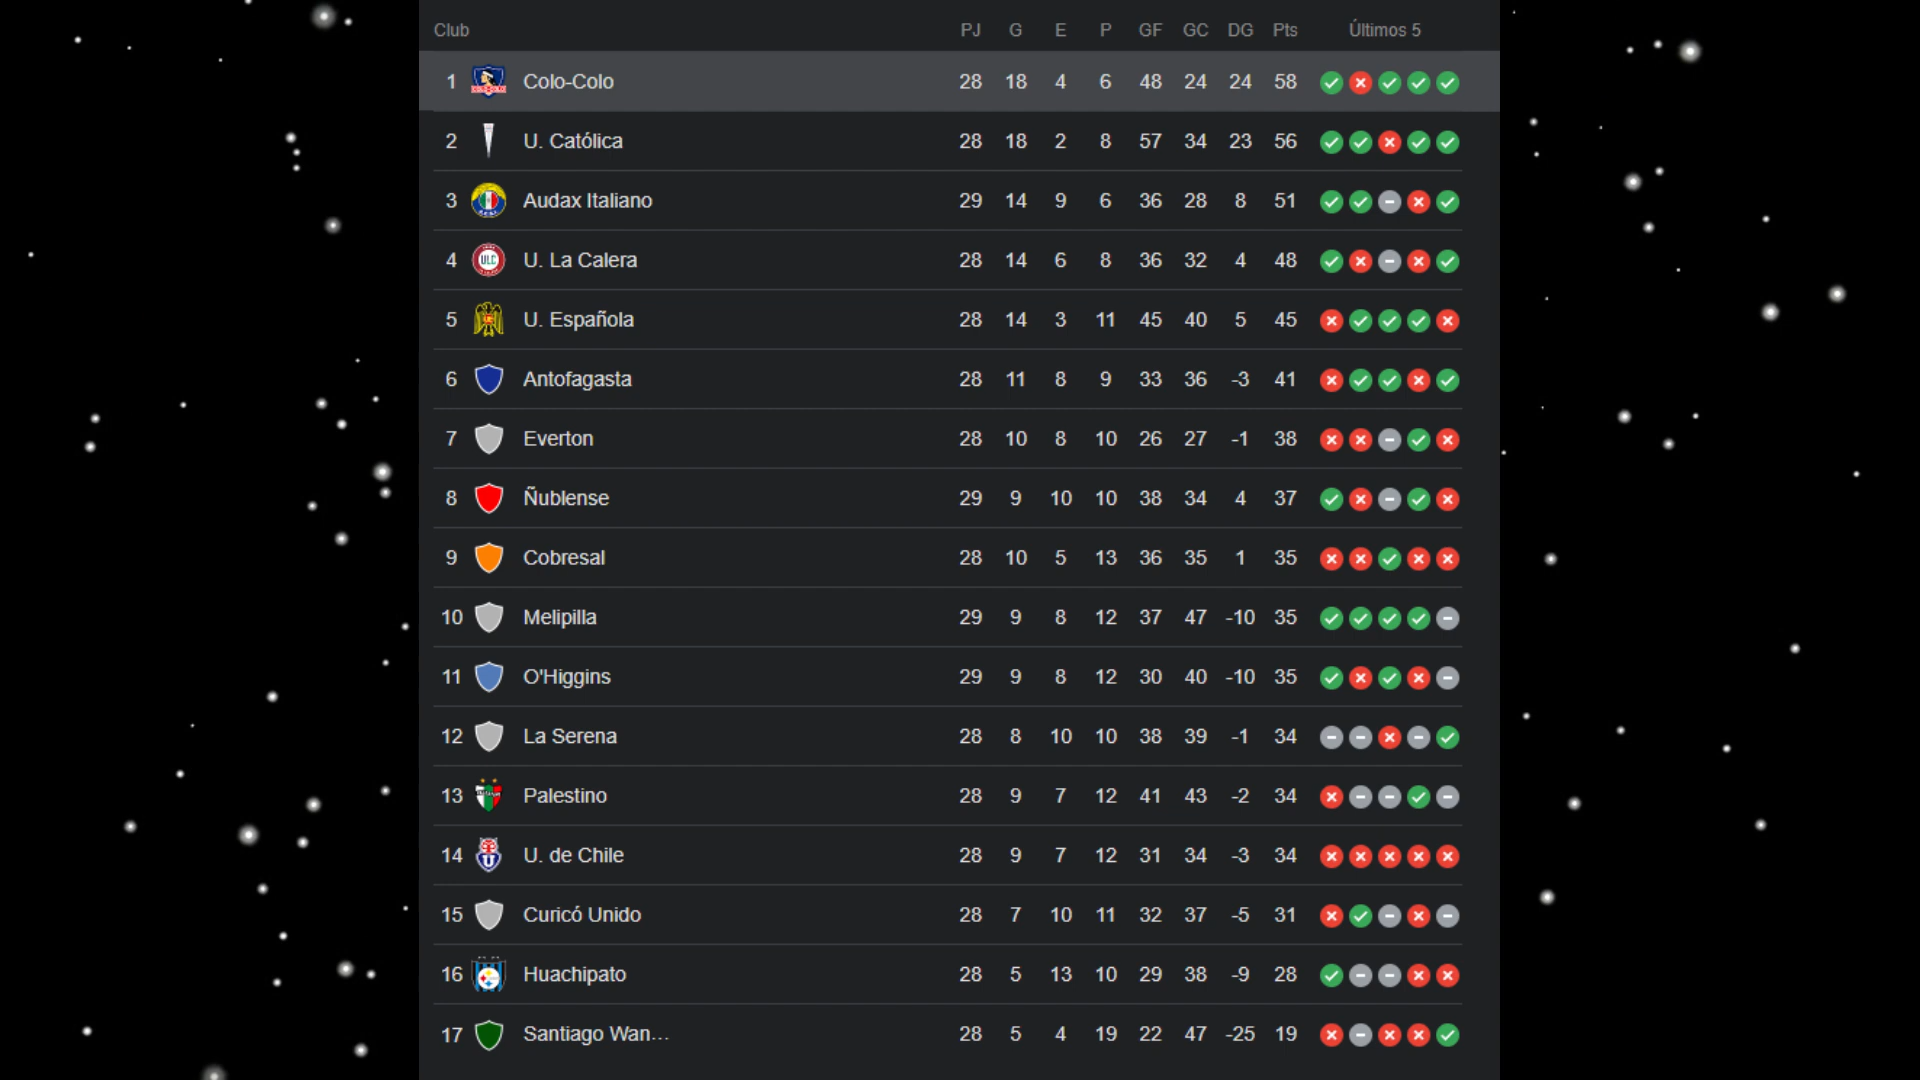 Club PJ G E P GF GC DG Pts Últimos 5
1 Colo-Colo 28 18 4 6 48 24 24 58
2 U. Católica 28 18 2 8 57 34 23 56
3 Audax Italiano 29 14 9 6 36 28 8 51
4 U. La Calera 28 14 6 8 36 32 4 48
5 U. Española 28 14 3 11 45 40 5 45
6 Antofagasta 28 11 8 9 33 36 -3 41
7 Everton 28 10 8 10 26 27 -1 38
8 Ñublense 29 9 10 10 38 34 4 37
9 Cobresal 28 10 5 13 36 35 1 35
10 Melipilla 29 9 8 12 37 47 -10 35
11 O'Higgins 29 9 8 12 30 40 -10 35
12 La Serena 28 8 10 10 38 39 -1 34
13 Palestino 28 9 7 12 41 43 -2 34
14 U. de Chile 28 9 7 12 31 34 -3 34
15 Curicó Unido 28 7 10 11 32 37 -5 31
16 Huachipato 28 5 13 10 29 38 -9 28
17 Santiago Wan... 28 5 4 19 22 47 -25 19